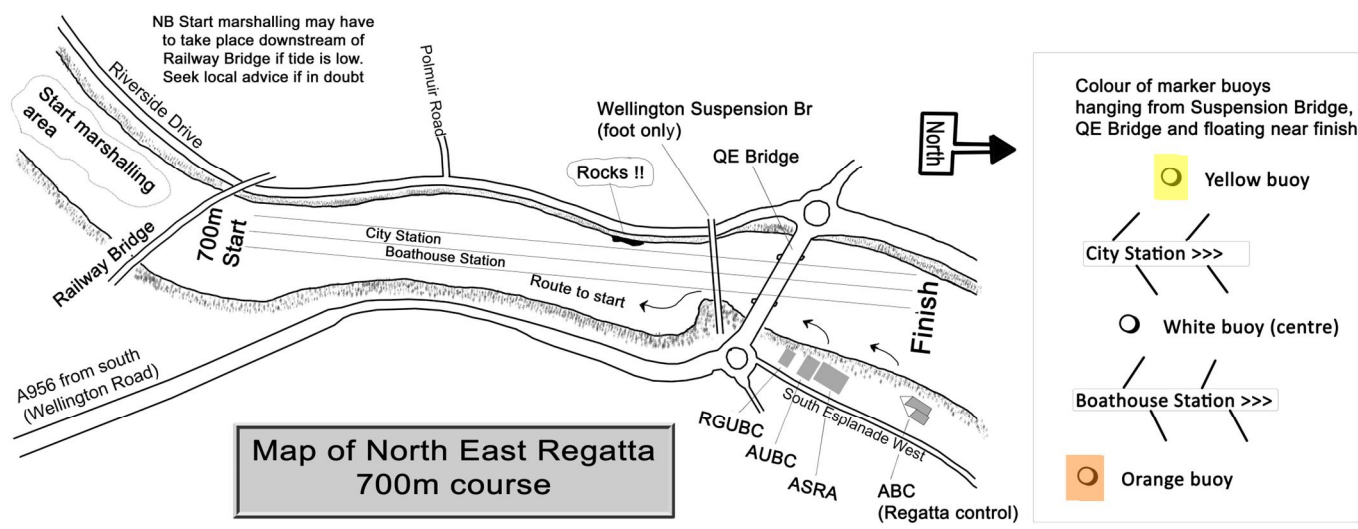 NB Start marshalling may have
to take place downstream of
Railway Bridge if tide is low.
Seek local advice if in doubt
Riverside Drive
Start marshalling
area
Polmuir Road
Wellington Suspension Br
(foot only)
QE Bridge
North
Rocks !!
Railway Bridge
700m
Start
City Station
Boathouse Station
Route to start
Finish
A956 from south
(Wellington Road)
RGUBC
AUBC
ASRA
South Esplanade West
ABC
(Regatta control)
Map of North East Regatta
700m course
Colour of marker buoys
hanging from Suspension Bridge,
QE Bridge and floating near finish
Yellow buoy
City Station >>>
White buoy (centre)
Boathouse Station >>>
Orange buoy